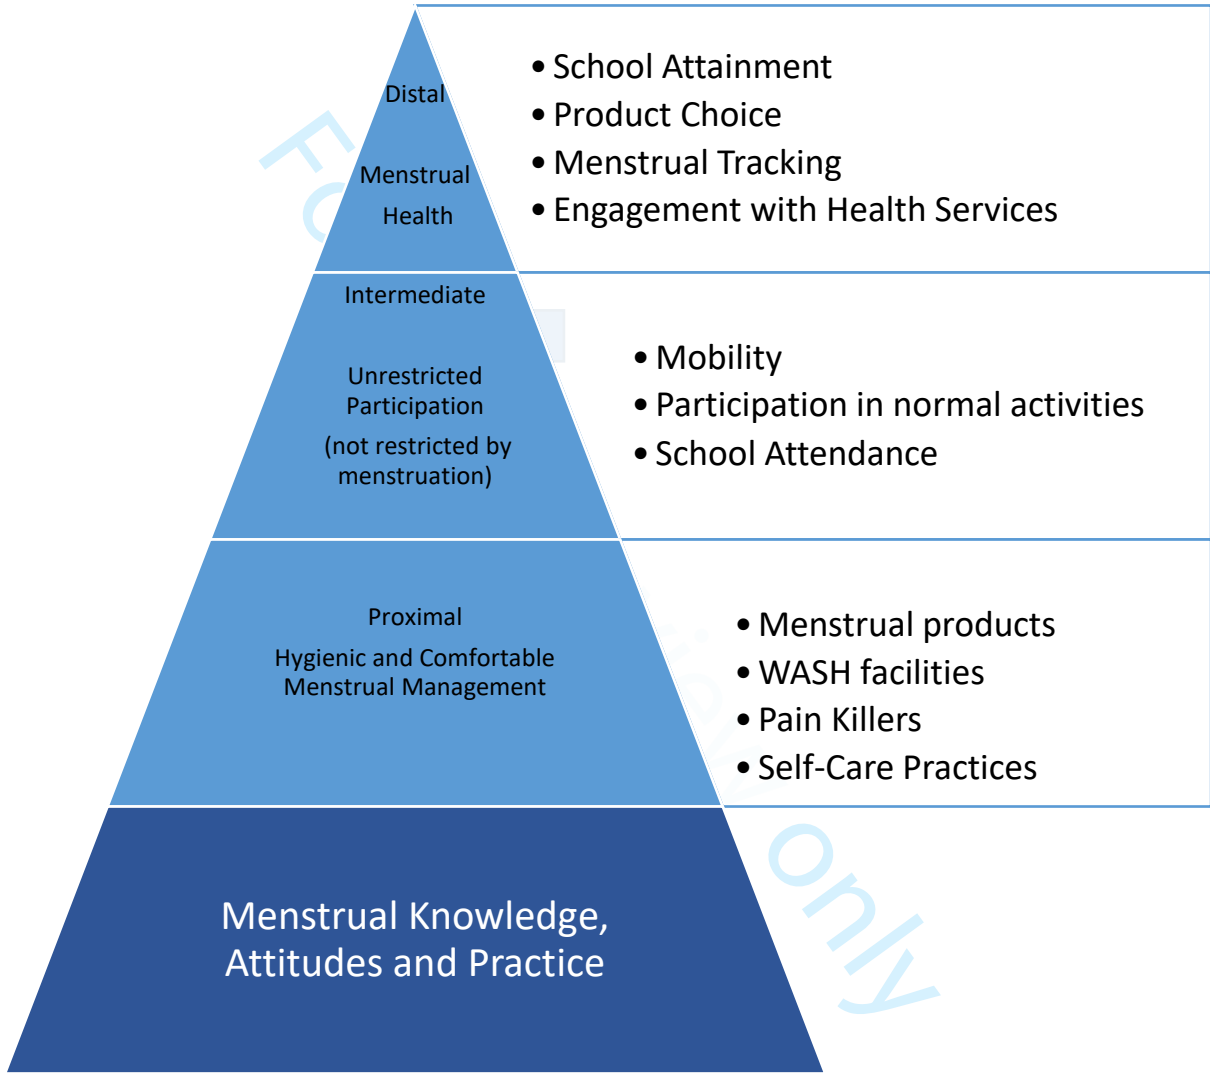 Distal
Menstrual
Health
• School Attainment
• Product Choice
• Menstrual Tracking
• Engagement with Health Services
Intermediate
Unrestricted
Participation
(not restricted by
menstruation)
• Mobility
• Participation in normal activities
• School Attendance
Proximal
Hygienic and Comfortable
Menstrual Management
• Menstrual products
• WASH facilities
• Pain Killers
• Self-Care Practices
Menstrual Knowledge,
Attitudes and Practice
only